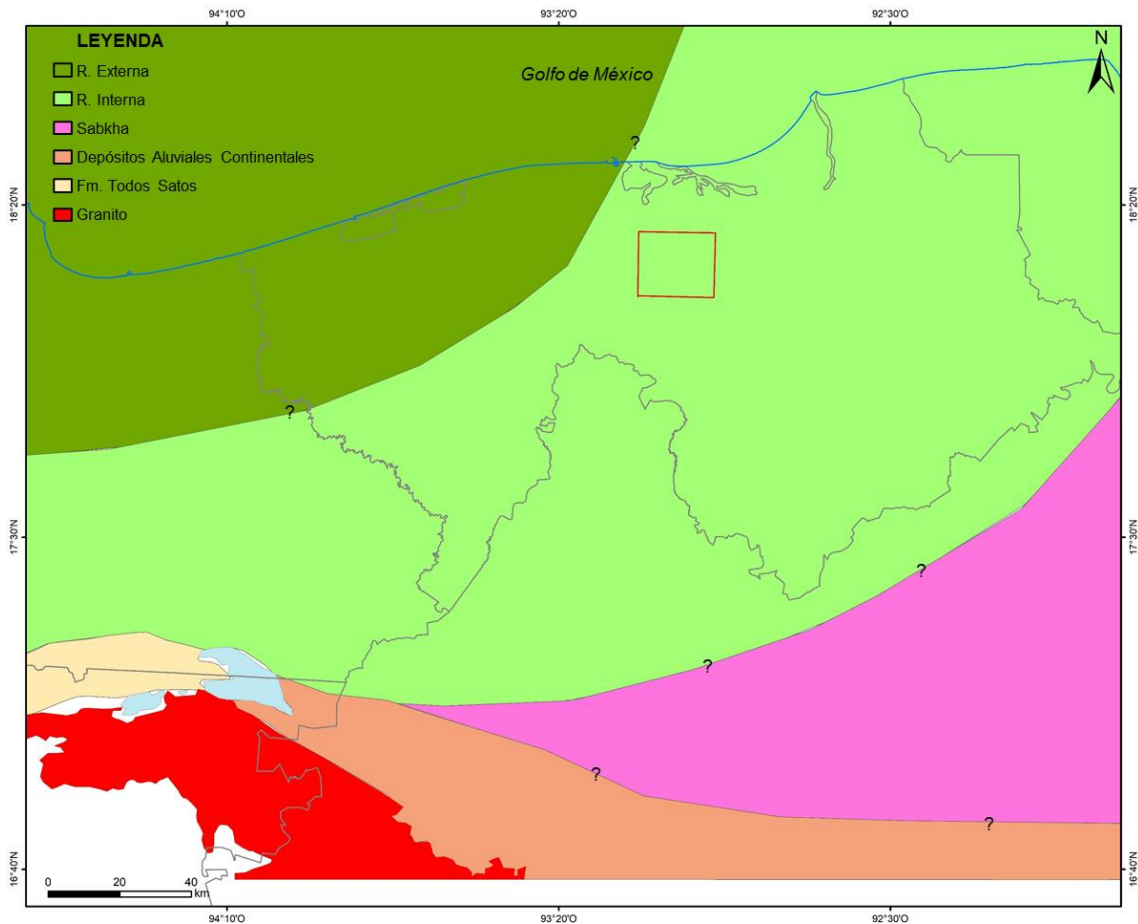 94°10'O 93°20'O 92°30'O
LEYENDA
R. Externa
R. Interna
Sabkha
Depósitos Aluviales Continentales
Fm. Todos Satos
Granito
Golfo de México
N
?
18°20'N 18°20'N
?
17°30'N 17°30'N
?
?
?
?
16°40'N 16°40'N
0 20 40
km
94°10'O 93°20'O 92°30'O